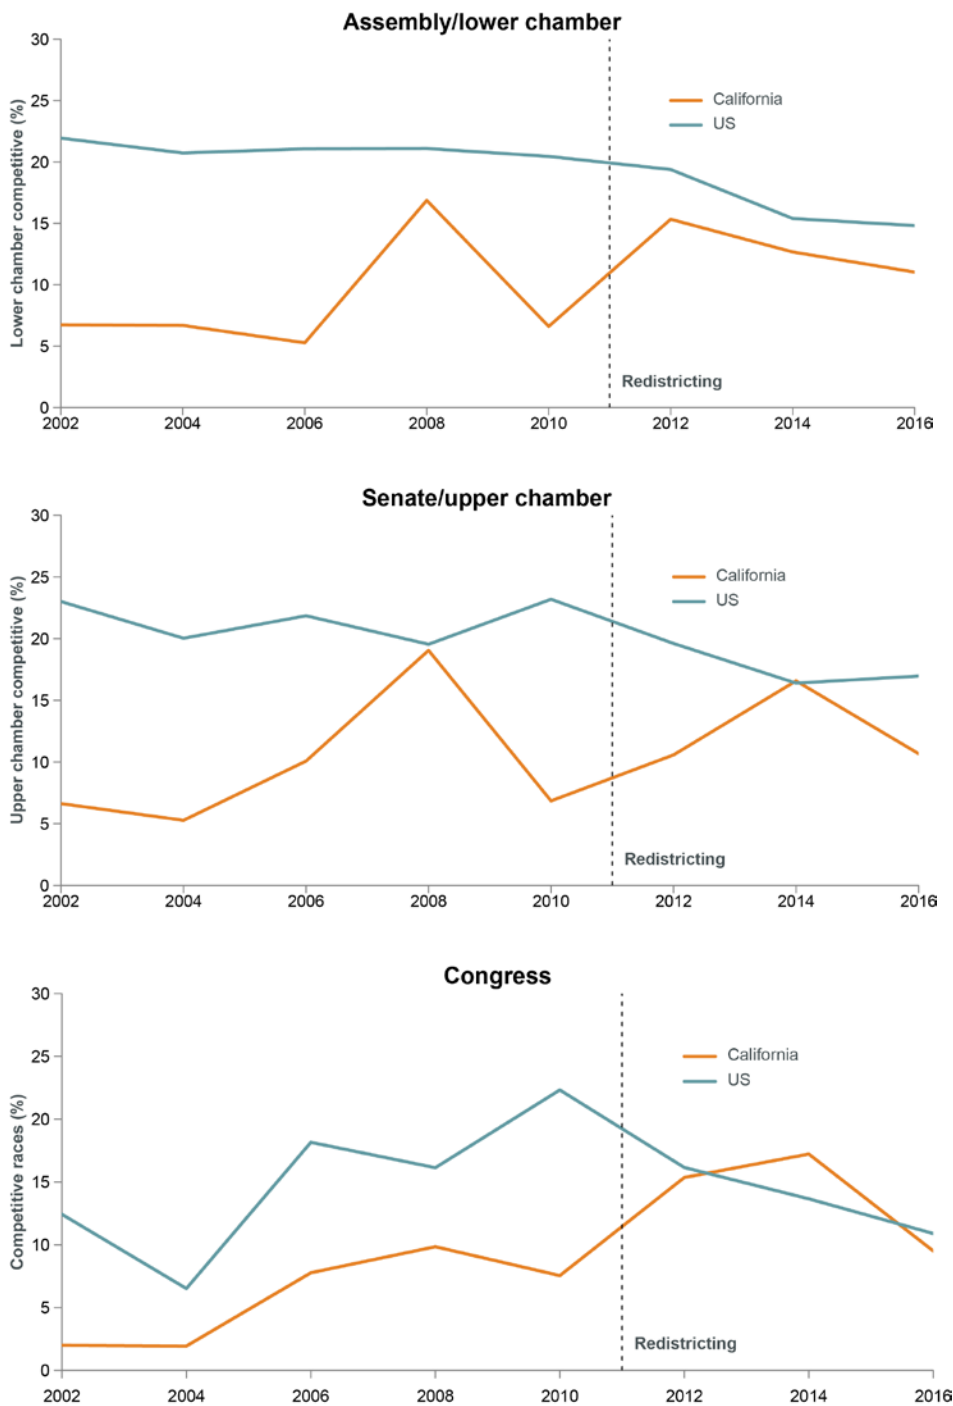 Assembly/lower chamber
Lower chamber competitive (%)
30
25
20
15
10
5
0
California
US
Redistricting
2002 2004 2006 2008 2010 2012 2014 2016
Senate/upper chamber
Upper chamber competitive (%)
30
25
20
15
10
5
0
California
US
Redistricting
2002 2004 2006 2008 2010 2012 2014 2016
Congress
Competitive races (%)
30
25
20
15
10
5
0
California
US
Redistricting
2002 2004 2006 2008 2010 2012 2014 2016